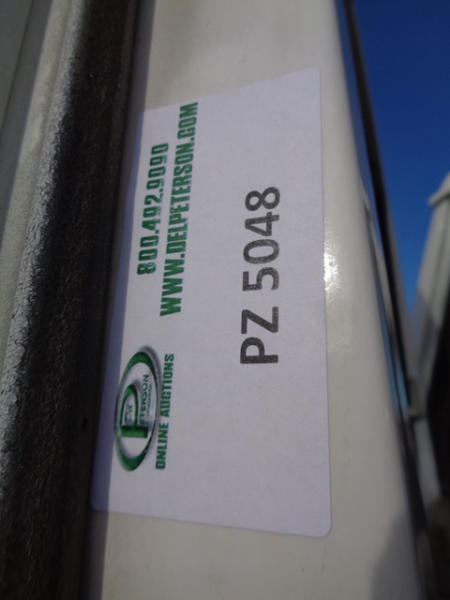 800.492.9090
WWW.DELPETERSON.COM
PETERSON
ONLINE AUCTIONS
PZ 5048